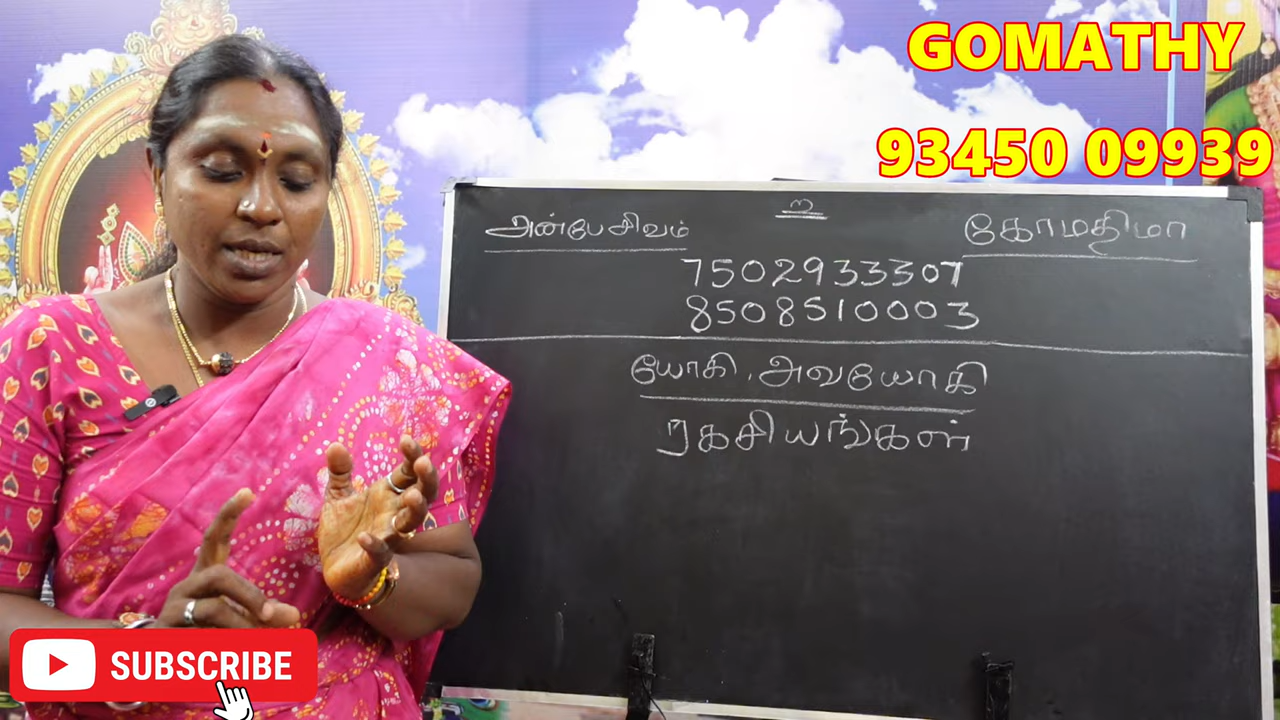 GOMATHY
93450 09939
உ
அன்பே சிவம்
கோமதிமா
7502933307
8508510003
யோகி, அவயோகி
ரகசியங்கள்
SUBSCRIBE